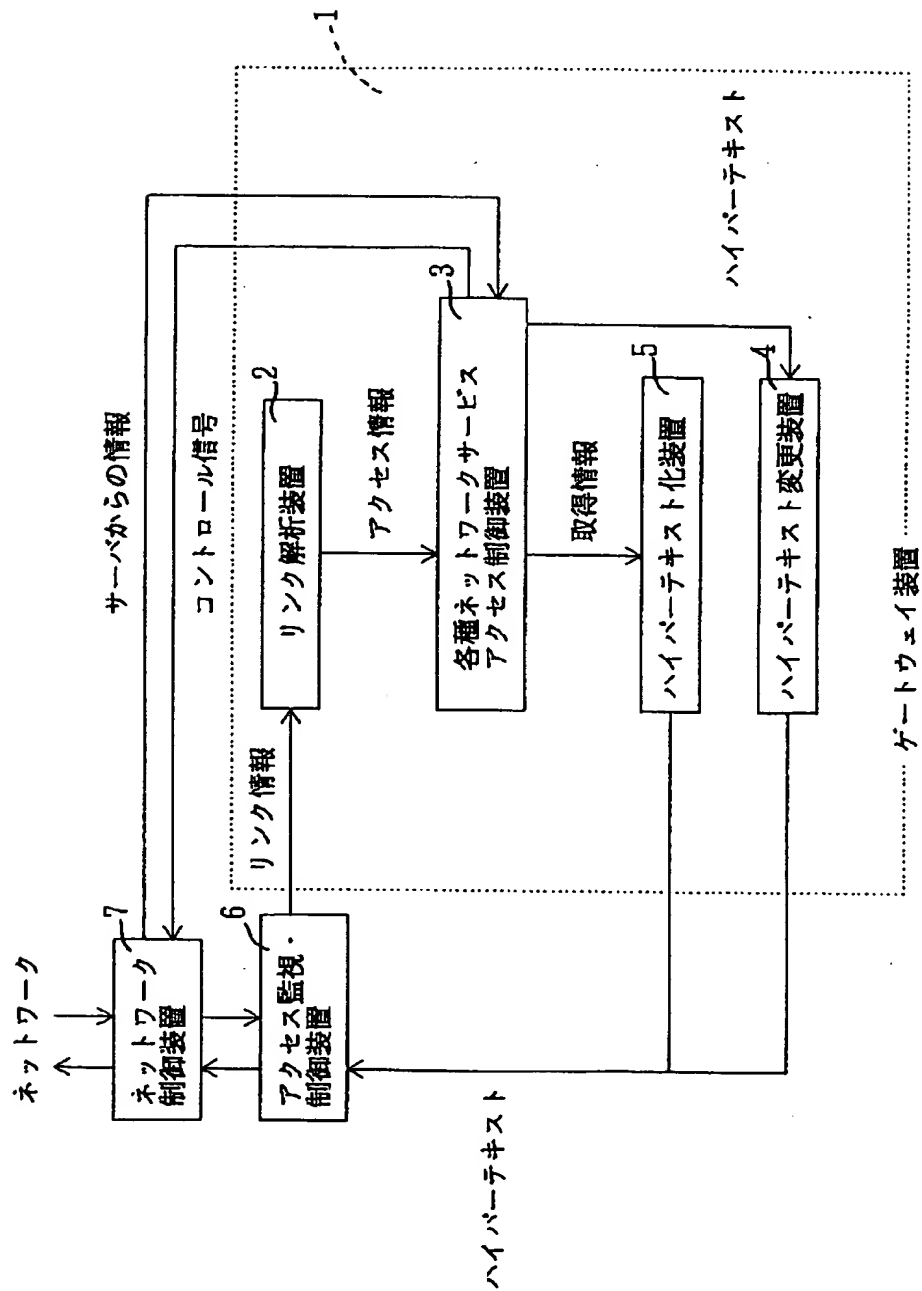 ネットワーク
7
ネットワーク
制御装置
サーバからの情報
コントロール信号
6
アクセス監視・
制御装置
リンク情報
2
リンク解析装置
アクセス情報
3
各種ネットワークサービス
アクセス制御装置
取得情報
5
ハイパーテキスト化装置
4
ハイパーテキスト変更装置
ハイパーテキスト
ハイパーテキスト
1
ゲートウェイ装置